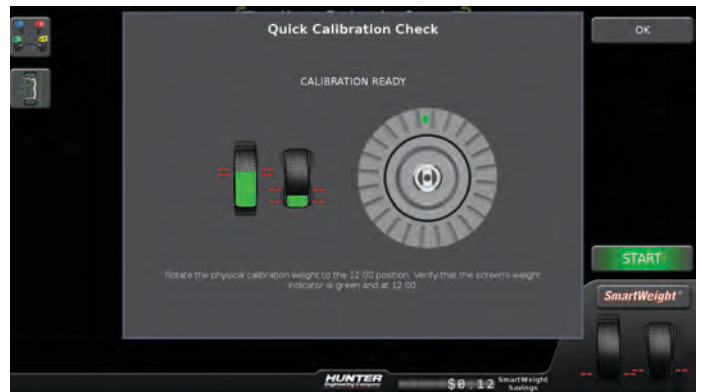 Quick Calibration Check
OK
CALIBRATION READY
Rotate the physical calibration weight to the 12:00 position. Verify that the screen's weight
indicator is green and at 12:00.
START
SmartWeight®
HUNTER
Engineering Company
$0.12 SmartWeight
Savings